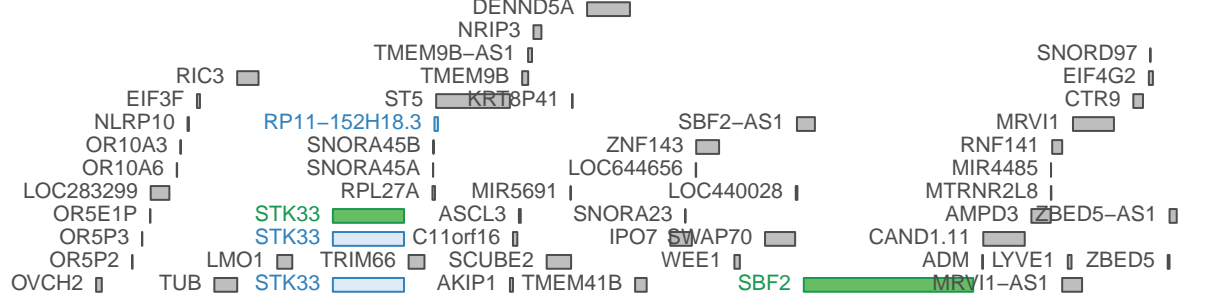 DENND5A
NRIP3
TMEM9B−AS1 SNORD97
RIC3 TMEM9B EIF4G2
EIF3F ST5 KRT8P41 CTR9
NLRP10 RP11−152H18.3 SBF2−AS1 MRVI1
OR10A3 SNORA45B ZNF143 RNF141
OR10A6 SNORA45A LOC644656 MIR4485
LOC283299 RPL27A MIR5691 LOC440028 MTRNR2L8
OR5E1P STK33 ASCL3 SNORA23 AMPD3 ZBED5−AS1
OR5P3 STK33 C11orf16 IPO7 SWAP70 CAND1.11
OR5P2 LMO1 TRIM66 SCUBE2 WEE1 ADM LYVE1 ZBED5
OVCH2 TUB STK33 AKIP1 TMEM41B SBF2 MRVI1−AS1